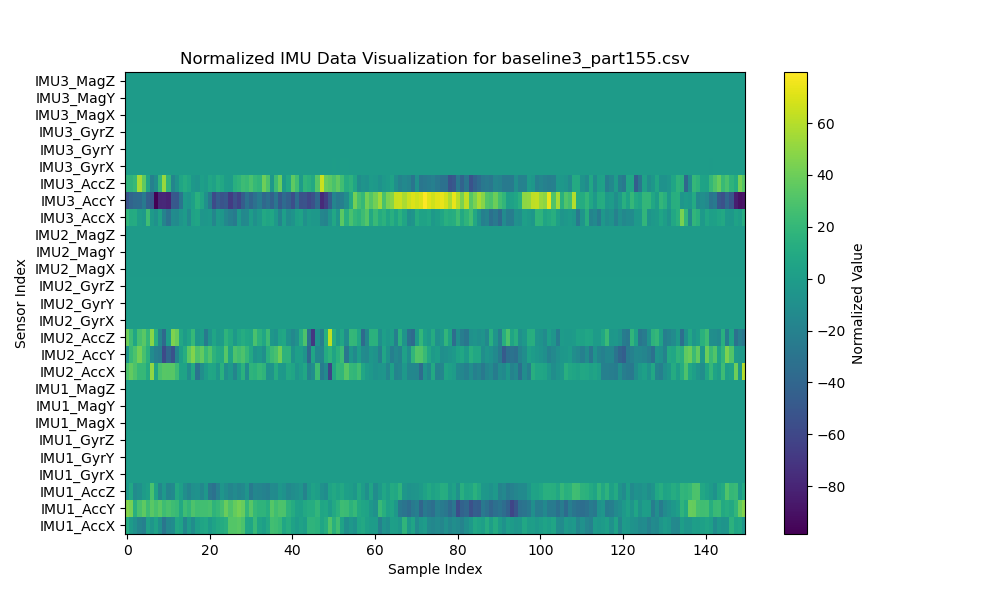 Normalized IMU Data Visualization for baseline3_part155.csv
IMU3_MagZ
IMU3_MagY
IMU3_MagX
IMU3_GyrZ
IMU3_GyrY
IMU3_GyrX
IMU3_AccZ
IMU3_AccY
IMU3_AccX
IMU2_MagZ
IMU2_MagY
IMU2_MagX
IMU2_GyrZ
IMU2_GyrY
IMU2_GyrX
IMU2_AccZ
IMU2_AccY
IMU2_AccX
IMU1_MagZ
IMU1_MagY
IMU1_MagX
IMU1_GyrZ
IMU1_GyrY
IMU1_GyrX
IMU1_AccZ
IMU1_AccY
IMU1_AccX
Sensor Index
0 20 40 60 80 100 120 140
Sample Index
60
40
20
0
−20
−40
−60
−80
Normalized Value